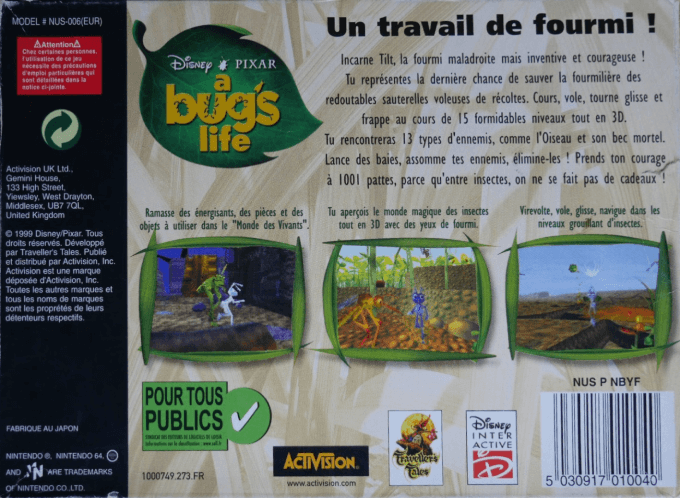 MODEL # NUS-006(EUR)
⚠Attention⚠
Chez certaines personnes,
l'utilisation de ce jeu
nécessite des précautions
d'emploi particulières qui
sont détaillées dans la
notice ci-jointe.
Activision UK Ltd.,
Gemini House,
133 High Street,
Yiewsley, West Drayton,
Middlesex, UB7 7QL,
United Kingdom
© 1999 Disney/Pixar. Tous
droits réservés. Développé
par Traveller's Tales. Publié
et distribué par Activision, Inc.
Activision est une marque
déposée d'Activision, Inc.
Toutes les autres marques et
tous les noms de marques
sont les proprétés de leurs
détenteurs respectifs.
FABRIQUE AU JAPON
NINTENDO ®, NINTENDO 64,
AND N ARE TRADEMARKS
OF NINTENDO CO.,LTD.
Disney PIXAR
a
bug's
life
Un travail de fourmi !
Incarne Tilt, la fourmi maladroite mais inventive et courageuse !
Tu représentes la dernière chance de sauver la fourmilière des
redoutables sauterelles voleuses de récoltes. Cours, vole, tourne glisse et
frappe au cours de 15 formidables niveaux tout en 3D.
Tu rencontreras 13 types d'ennemis, comme l'Oiseau et son bec mortel.
Lance des baies, assomme tes ennemis, élimine-les ! Prends ton courage
à 1001 pattes, parce qu'entre insectes, on ne se fait pas de cadeaux !
Ramasse des énergisants, des pièces et des
objets à utiliser dans le "Monde des Vivants".
Tu aperçois le monde magique des insectes
tout en 3D avec des yeux de fourmi.
Virevolte, vole, glisse, navigue dans les
niveaux grouillant d'insectes.
POUR TOUS
PUBLICS
1000749.273.FR
ACTIVISION.
www.activision.com
Travellers
Tales
Disney
INTER
ACTIVE
NUS P NBYF
5 030917 010040